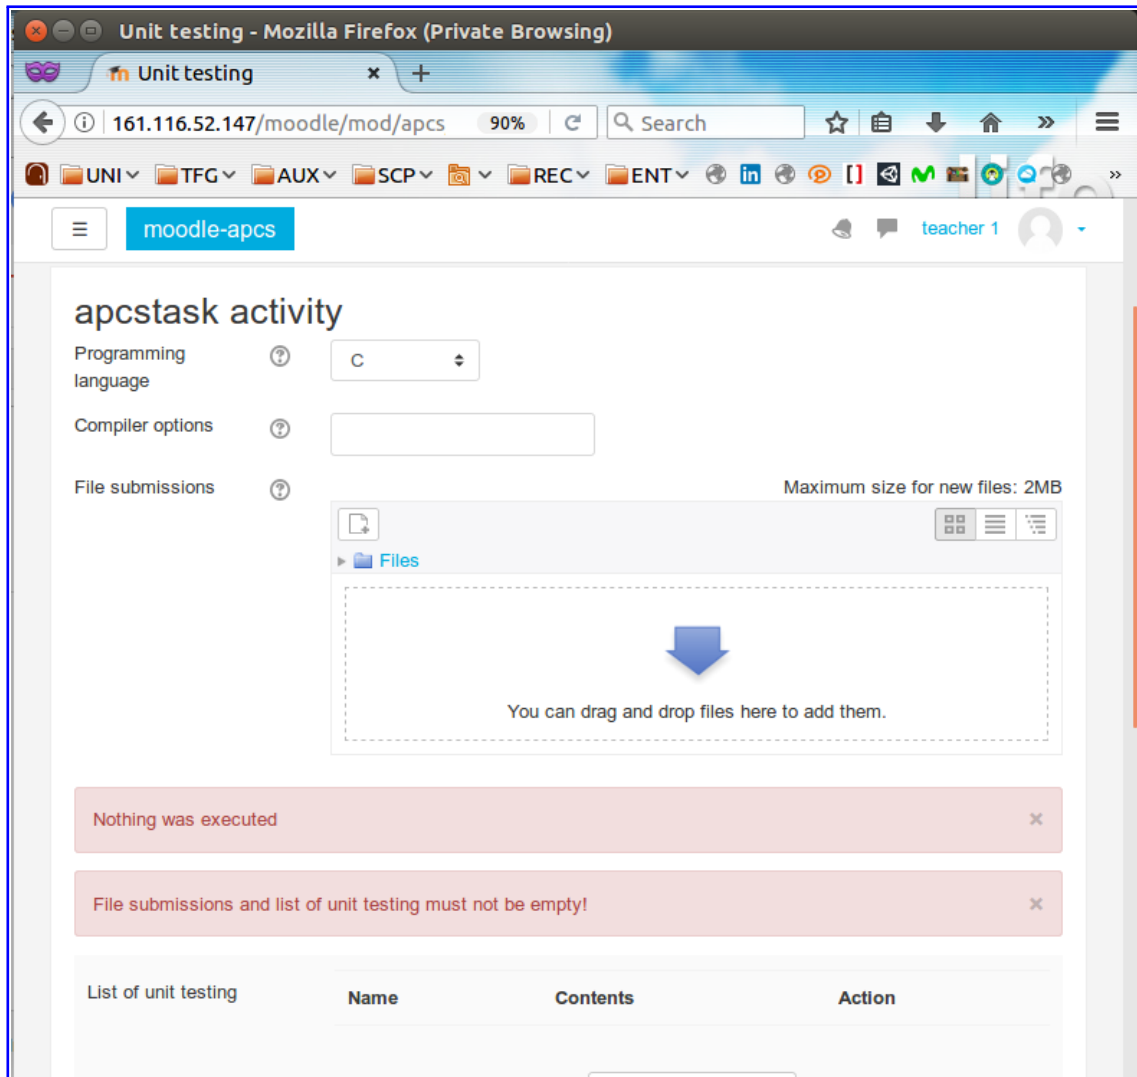 Unit testing - Mozilla Firefox (Private Browsing)
Unit testing
161.116.52.147/moodle/mod/apcs 90% Search
UNI TFG AUX SCP REC ENT in []
moodle-apcs teacher 1
apcstask activity
Programming
language
C
Compiler options
File submissions
Maximum size for new files: 2MB
Files
You can drag and drop files here to add them.
Nothing was executed
File submissions and list of unit testing must not be empty!
List of unit testing Name Contents Action